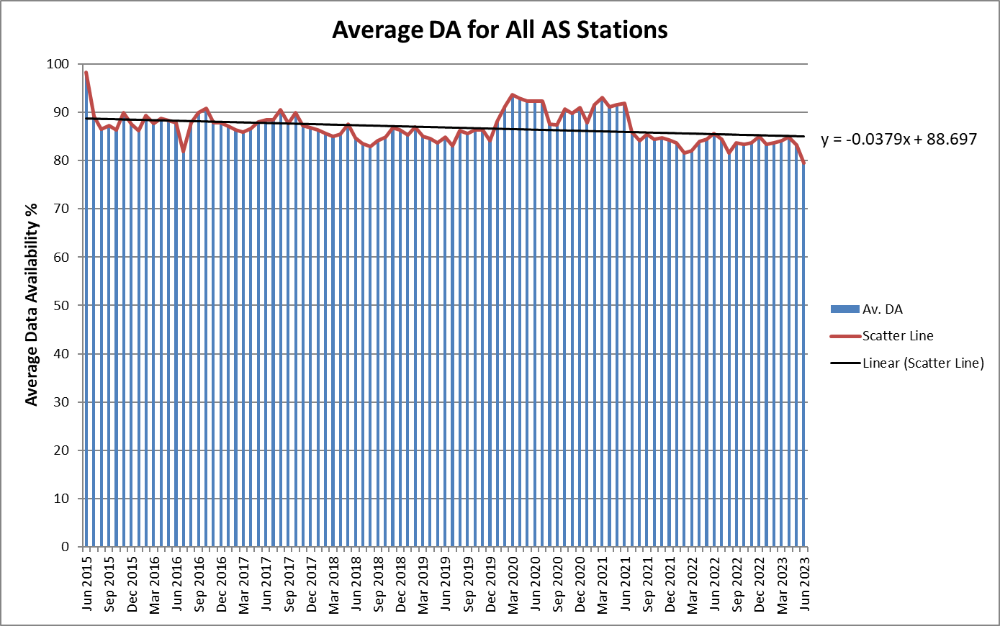 Average DA for All AS Stations
Average Data Availability %
100
90
80
70
60
50
40
30
20
10
0
Jun 2015
Sep 2015
Dec 2015
Mar 2016
Jun 2016
Sep 2016
Dec 2016
Mar 2017
Jun 2017
Sep 2017
Dec 2017
Mar 2018
Jun 2018
Sep 2018
Dec 2018
Mar 2019
Jun 2019
Sep 2019
Dec 2019
Mar 2020
Jun 2020
Sep 2020
Dec 2020
Mar 2021
Jun 2021
Sep 2021
Dec 2021
Mar 2022
Jun 2022
Sep 2022
Dec 2022
Mar 2023
Jun 2023
y = -0.0379x + 88.697
Av. DA
Scatter Line
Linear (Scatter Line)